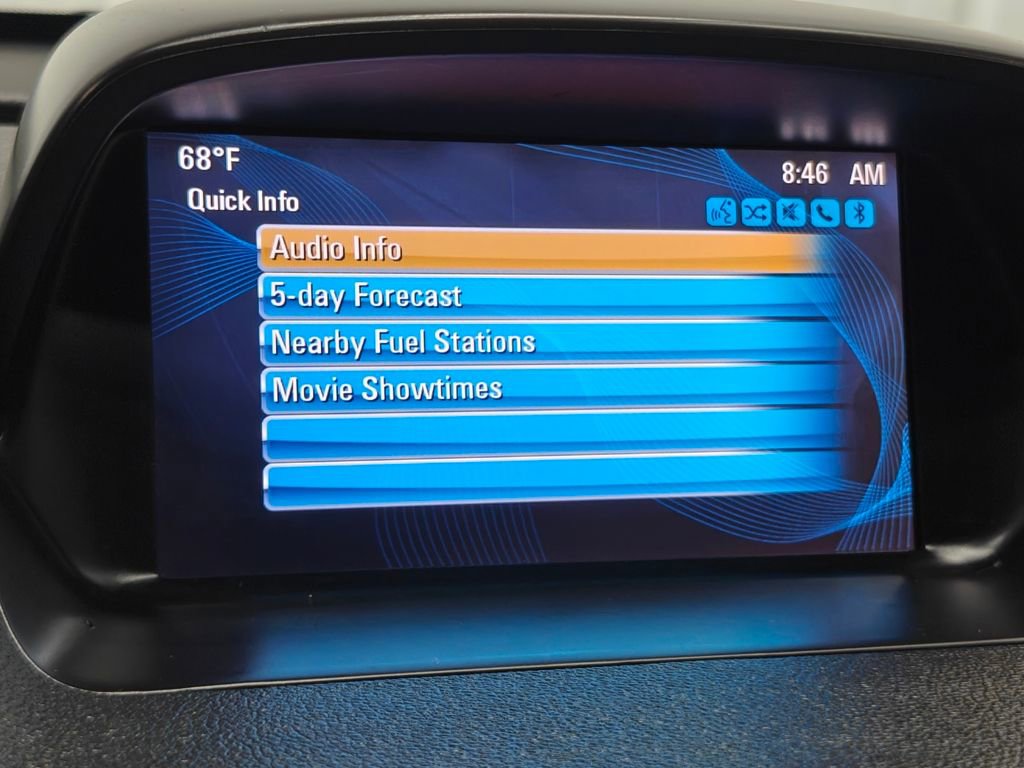 68°F
8:46 AM
Quick Info
Audio Info
5-day Forecast
Nearby Fuel Stations
Movie Showtimes